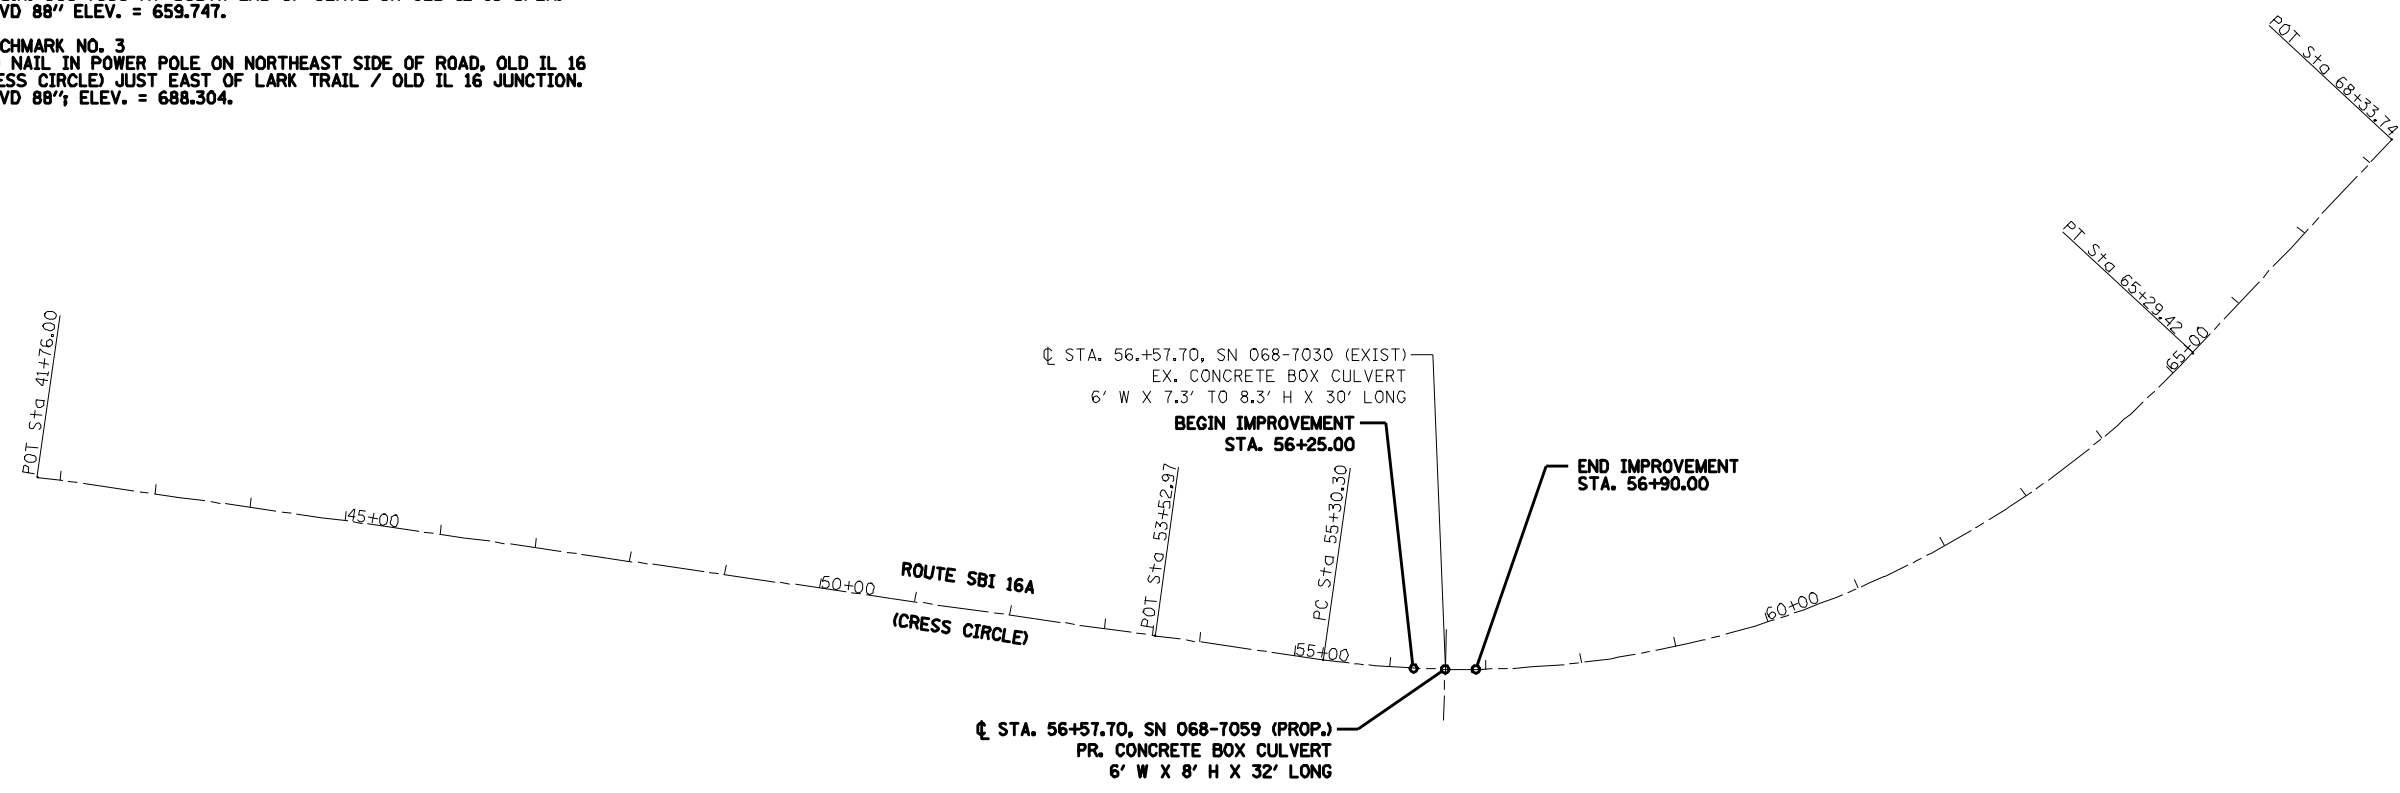 VD 88" ELEV. = 659.747.
CHMARK NO. 3
NAIL IN POWER POLE ON NORTHEAST SIDE OF ROAD, OLD IL 16
ESS CIRCLE) JUST EAST OF LARK TRAIL / OLD IL 16 JUNCTION.
VD 88"; ELEV. = 688.304.
POT Sta 68+33.74
PT Sta 65+29.42
65+00
POT Sta 41+76.00
℄ STA. 56.+57.70, SN 068-7030 (EXIST)
EX. CONCRETE BOX CULVERT
6' W X 7.3' TO 8.3' H X 30' LONG
BEGIN IMPROVEMENT
STA. 56+25.00
END IMPROVEMENT
STA. 56+90.00
POT Sta 53+52.97
PC Sta 55+30.30
45+00
50+00
ROUTE SBI 16A
(CRESS CIRCLE)
55+00
60+00
℄ STA. 56+57.70, SN 068-7059 (PROP.)
PR. CONCRETE BOX CULVERT
6' W X 8' H X 32' LONG